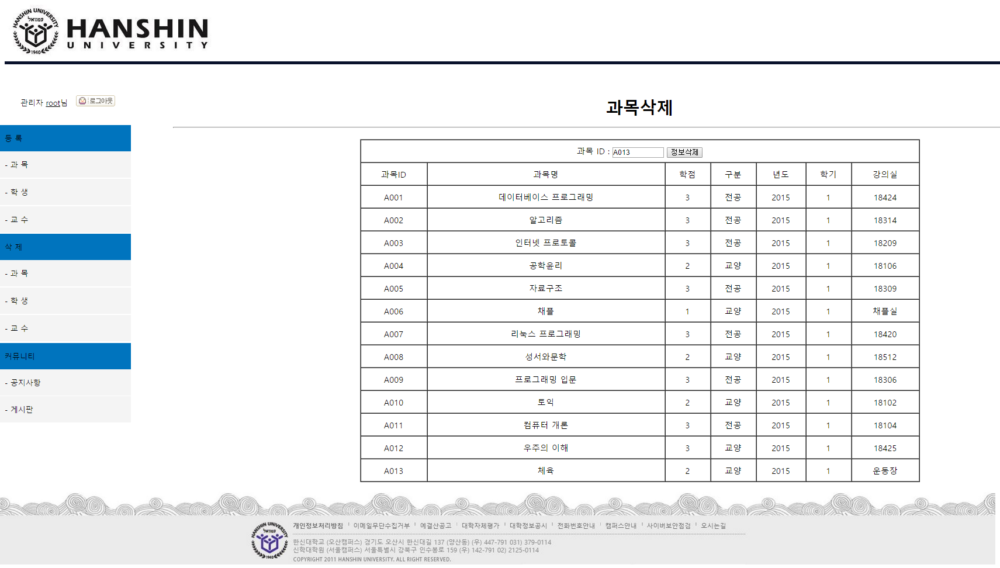 HANSHIN UNIVERSITY
עמנואל
1940
HANSHIN
UNIVERSITY
관리자 root님 로그아웃
등 록
- 과 목
- 학 생
- 교 수
삭 제
- 과 목
- 학 생
- 교 수
커뮤니티
- 공지사항
- 게시판
과목삭제
과목 ID : A013 정보삭제
과목ID 과목명 학점 구분 년도 학기 강의실
A001 데이터베이스 프로그래밍 3 전공 2015 1 18424
A002 알고리즘 3 전공 2015 1 18314
A003 인터넷 프로토콜 3 전공 2015 1 18209
A004 공학윤리 2 교양 2015 1 18106
A005 자료구조 3 전공 2015 1 18309
A006 채플 1 교양 2015 1 채플실
A007 리눅스 프로그래밍 3 전공 2015 1 18420
A008 성서와문학 2 교양 2015 1 18512
A009 프로그래밍 입문 3 전공 2015 1 18306
A010 토익 2 교양 2015 1 18102
A011 컴퓨터 개론 3 전공 2015 1 18104
A012 우주의 이해 3 교양 2015 1 18425
A013 체육 2 교양 2015 1 운동장
HANSHIN UNIVERSITY
עמנואל
1940
개인정보처리방침 이메일무단수집거부 예결산공고 대학자체평가 대학정보공시 전화번호안내 캠퍼스안내 사이버보안점검 오시는길
한신대학교 (오산캠퍼스) 경기도 오산시 한신대길 137 (양산동) (우) 447-791 031) 379-0114
신학대학원 (서울캠퍼스) 서울특별시 강북구 인수봉로 159 (우) 142-791 02) 2125-0114
COPYRIGHT 2011 HANSHIN UNIVERSITY. ALL RIGHT RESERVED.